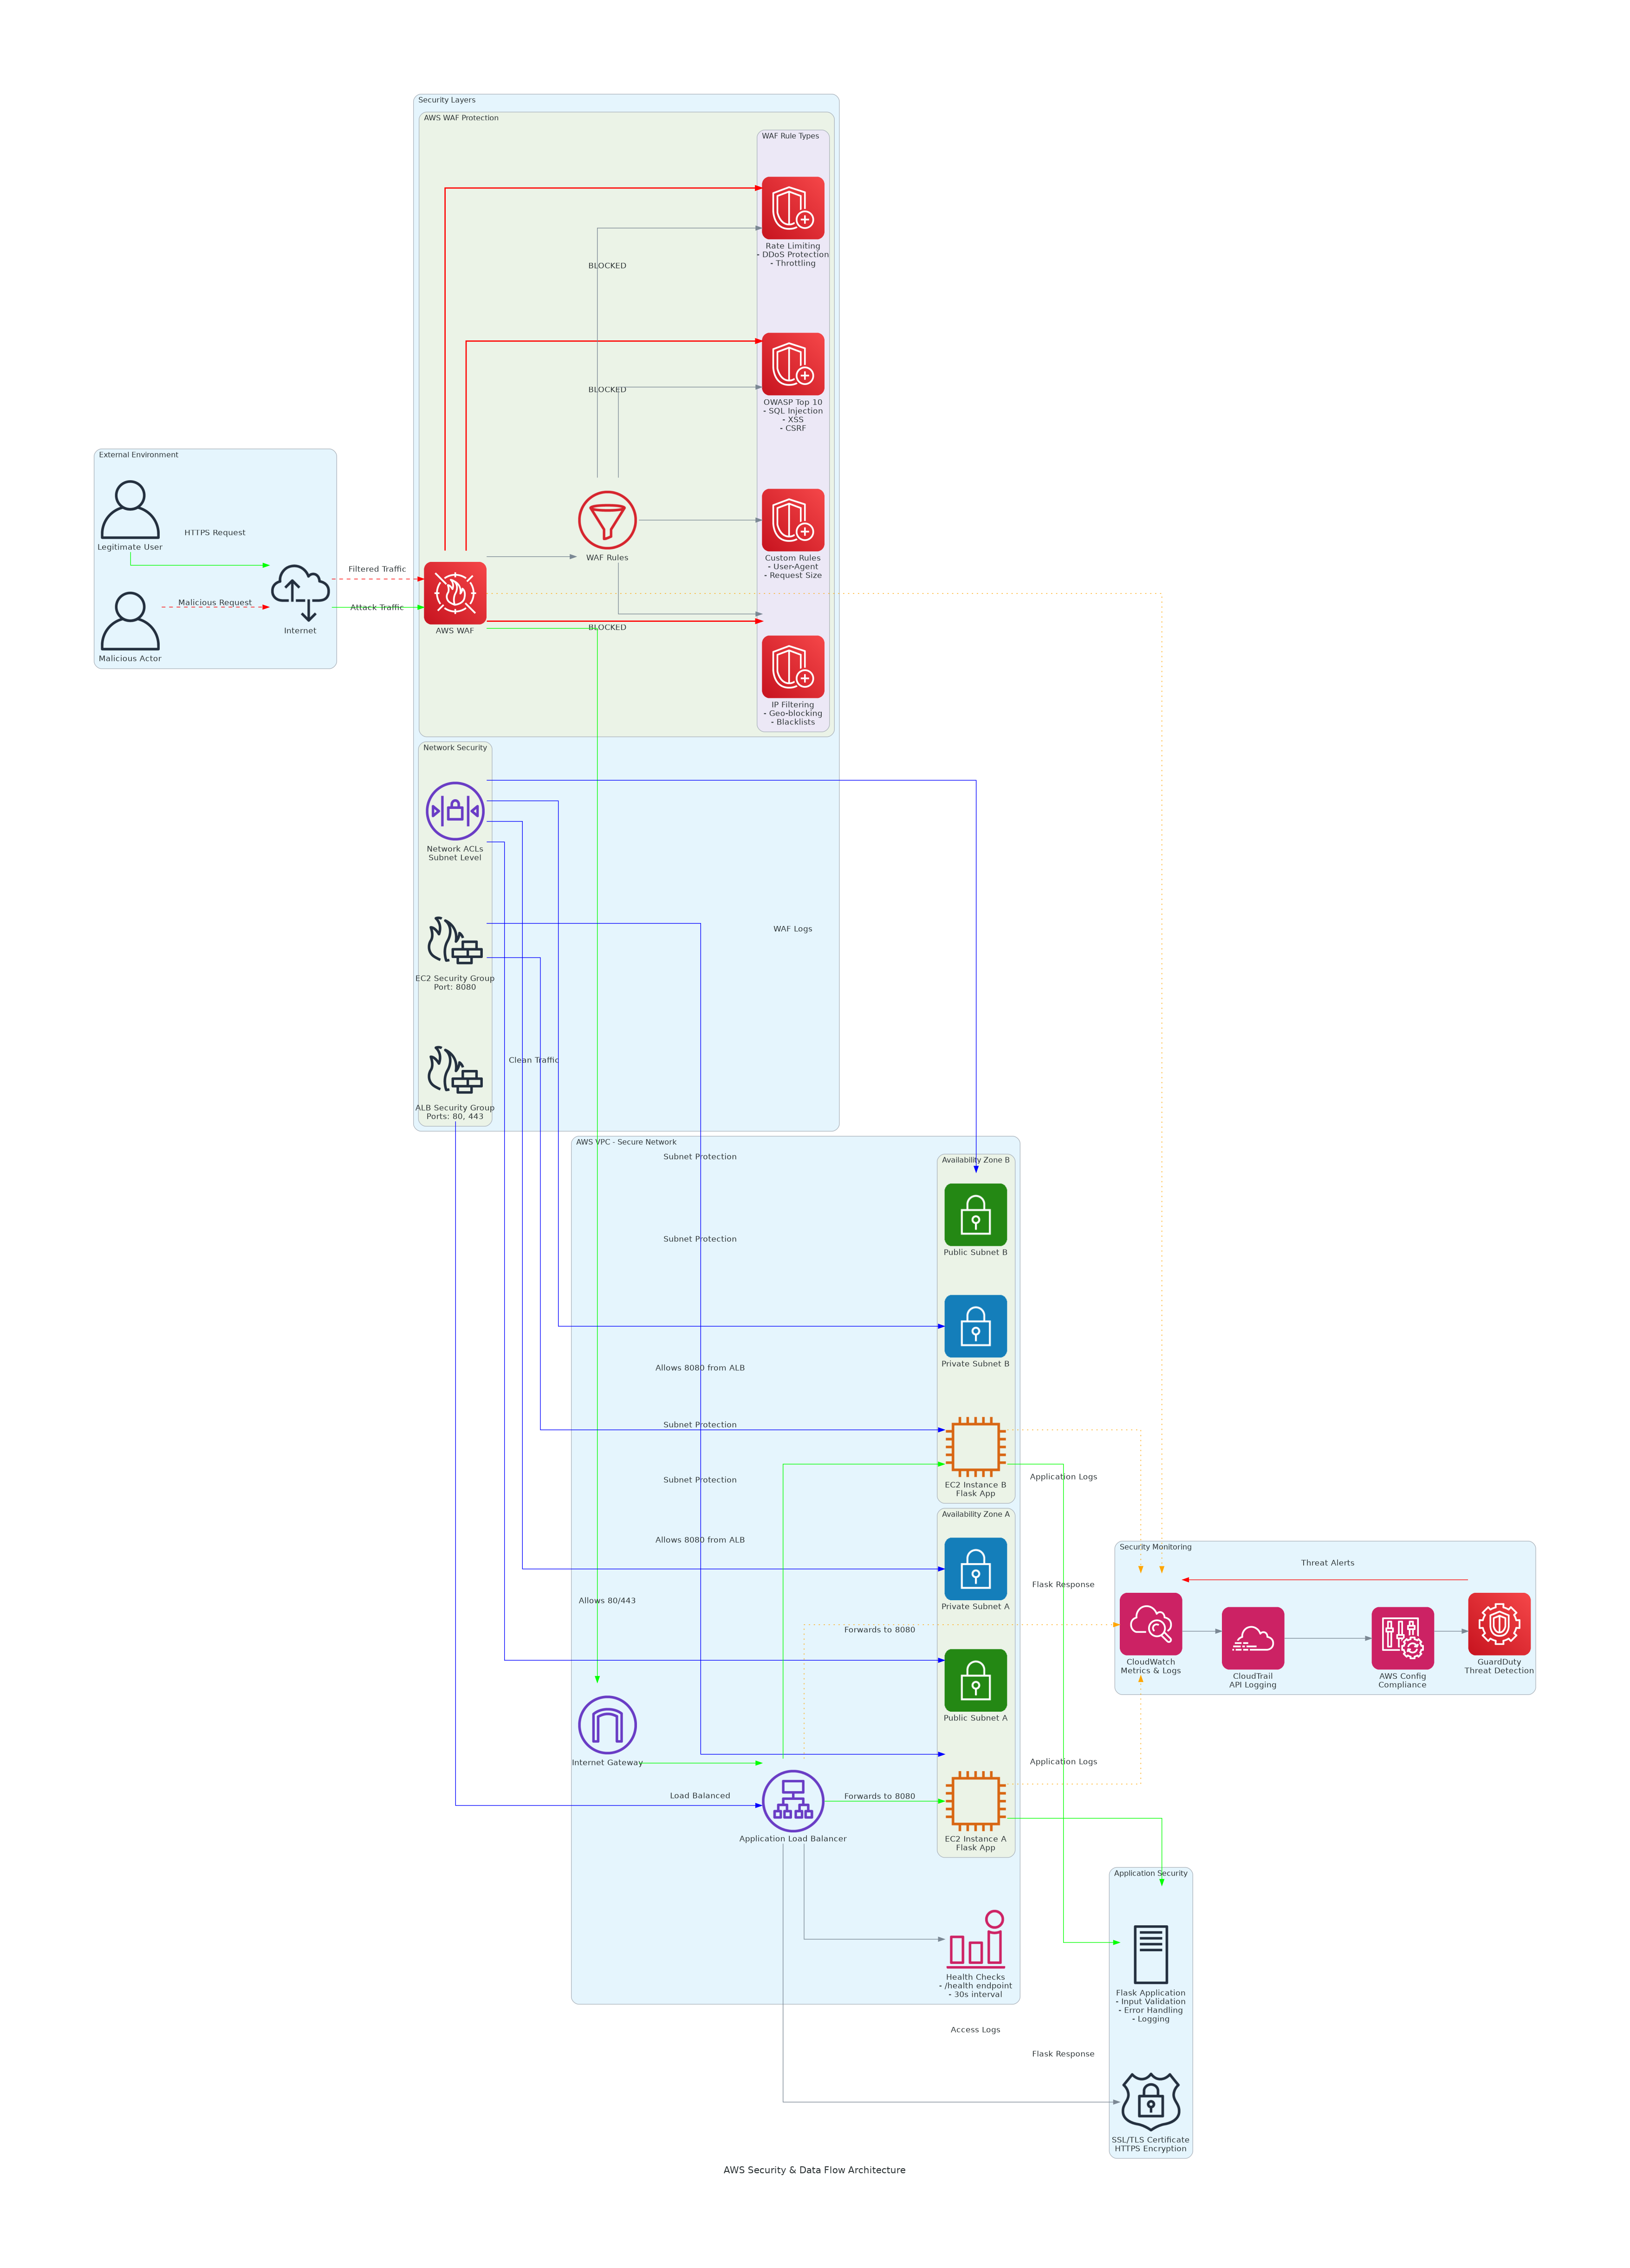 Security Layers
AWS WAF Protection
WAF Rule Types
Rate Limiting
- DDoS Protection
- Throttling
BLOCKED
BLOCKED
OWASP Top 10
- SQL Injection
- XSS
- CSRF
External Environment
Legitimate User
HTTPS Request
Malicious Request
Malicious Actor
Internet
Filtered Traffic
Attack Traffic
AWS WAF
WAF Rules
BLOCKED
Custom Rules
- User-Agent
- Request Size
IP Filtering
- Geo-blocking
- Blacklists
Network Security
Network ACLs
Subnet Level
WAF Logs
EC2 Security Group
Port: 8080
Clean Traffic
ALB Security Group
Ports: 80, 443
AWS VPC - Secure Network
Subnet Protection
Availability Zone B
Public Subnet B
Subnet Protection
Private Subnet B
Allows 8080 from ALB
Subnet Protection
EC2 Instance B
Flask App
Application Logs
Subnet Protection
Availability Zone A
Allows 8080 from ALB
Private Subnet A
Flask Response
Allows 80/443
Forwards to 8080
Public Subnet A
Security Monitoring
Threat Alerts
CloudWatch
Metrics & Logs
CloudTrail
API Logging
AWS Config
Compliance
GuardDuty
Threat Detection
Internet Gateway
Application Logs
Load Balanced
Forwards to 8080
Application Load Balancer
EC2 Instance A
Flask App
Application Security
Health Checks
- /health endpoint
- 30s interval
Flask Application
- Input Validation
- Error Handling
- Logging
Access Logs
Flask Response
SSL/TLS Certificate
HTTPS Encryption
AWS Security & Data Flow Architecture